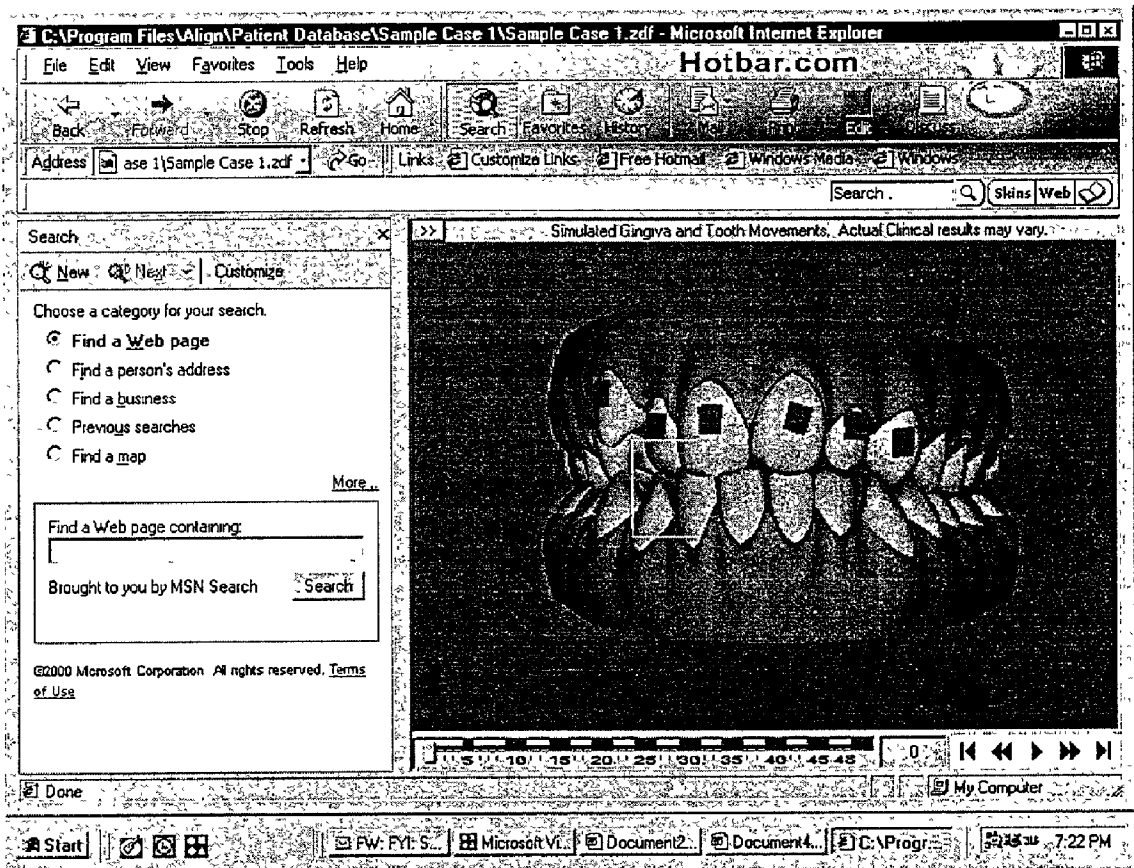 C:\Program Files\Align\Patient Database\Sample Case 1\Sample Case 1.zdf - Microsoft Internet Explorer
File Edit View Favorites Tools Help Hotbar.com
Back Forward Stop Refresh Home Search Favorites History Mail Print Edit Discuss
Address ase 1\Sample Case 1.zdf Go Links Customize Links Free Hotmail Windows Media Windows
Search . Skins Web
Search x >> Simulated Gingiva and Tooth Movements, Actual Clinical results may vary.
New Next Customize
Choose a category for your search.
Find a Web page
Find a person's address
Find a business
Previous searches
Find a map
More..
Find a Web page containing:
Brought to you by MSN Search Search
©2000 Microsoft Corporation All rights reserved. Terms
of Use
5 10 15 20 25 30 35 40 45 48 0
Done My Computer
Start FW: FYI: S... Microsoft Vi.. Document2.. Document4... C:\Progr... 7:22 PM